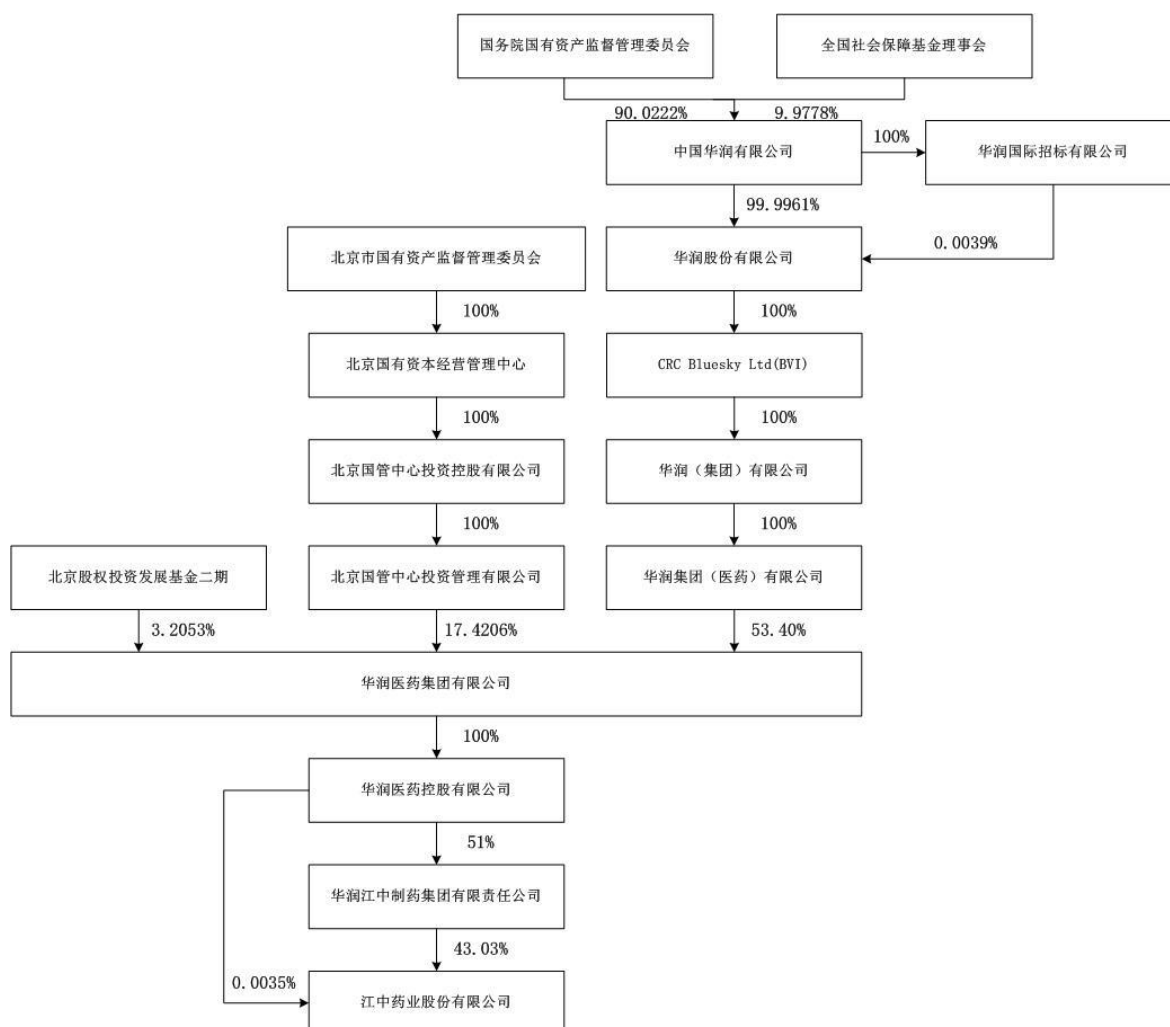 国务院国有资产监督管理委员会
全国社会保障基金理事会
90.0222%
9.9778%
中国华润有限公司
100%
华润国际招标有限公司
99.9961%
0.0039%
北京市国有资产监督管理委员会
华润股份有限公司
100%
100%
北京国有资本经营管理中心
CRC Bluesky Ltd(BVI)
100%
100%
北京国管中心投资控股有限公司
华润（集团）有限公司
100%
100%
北京股权投资发展基金二期
北京国管中心投资管理有限公司
华润集团（医药）有限公司
3.2053%
17.4206%
53.40%
华润医药集团有限公司
100%
华润医药控股有限公司
51%
华润江中制药集团有限责任公司
43.03%
0.0035%
江中药业股份有限公司